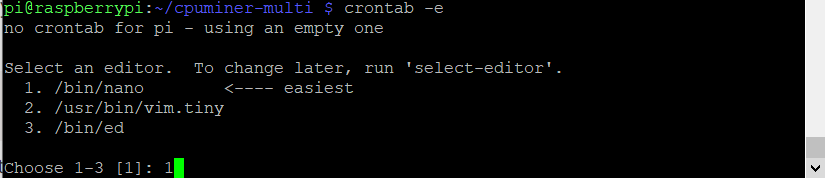 pi@raspberrypi:~/cpuminer-multi $ crontab -e
no crontab for pi - using an empty one
Select an editor.  To change later, run 'select-editor'.
  1. /bin/nano        <---- easiest
  2. /usr/bin/vim.tiny
  3. /bin/ed
Choose 1-3 [1]: 1